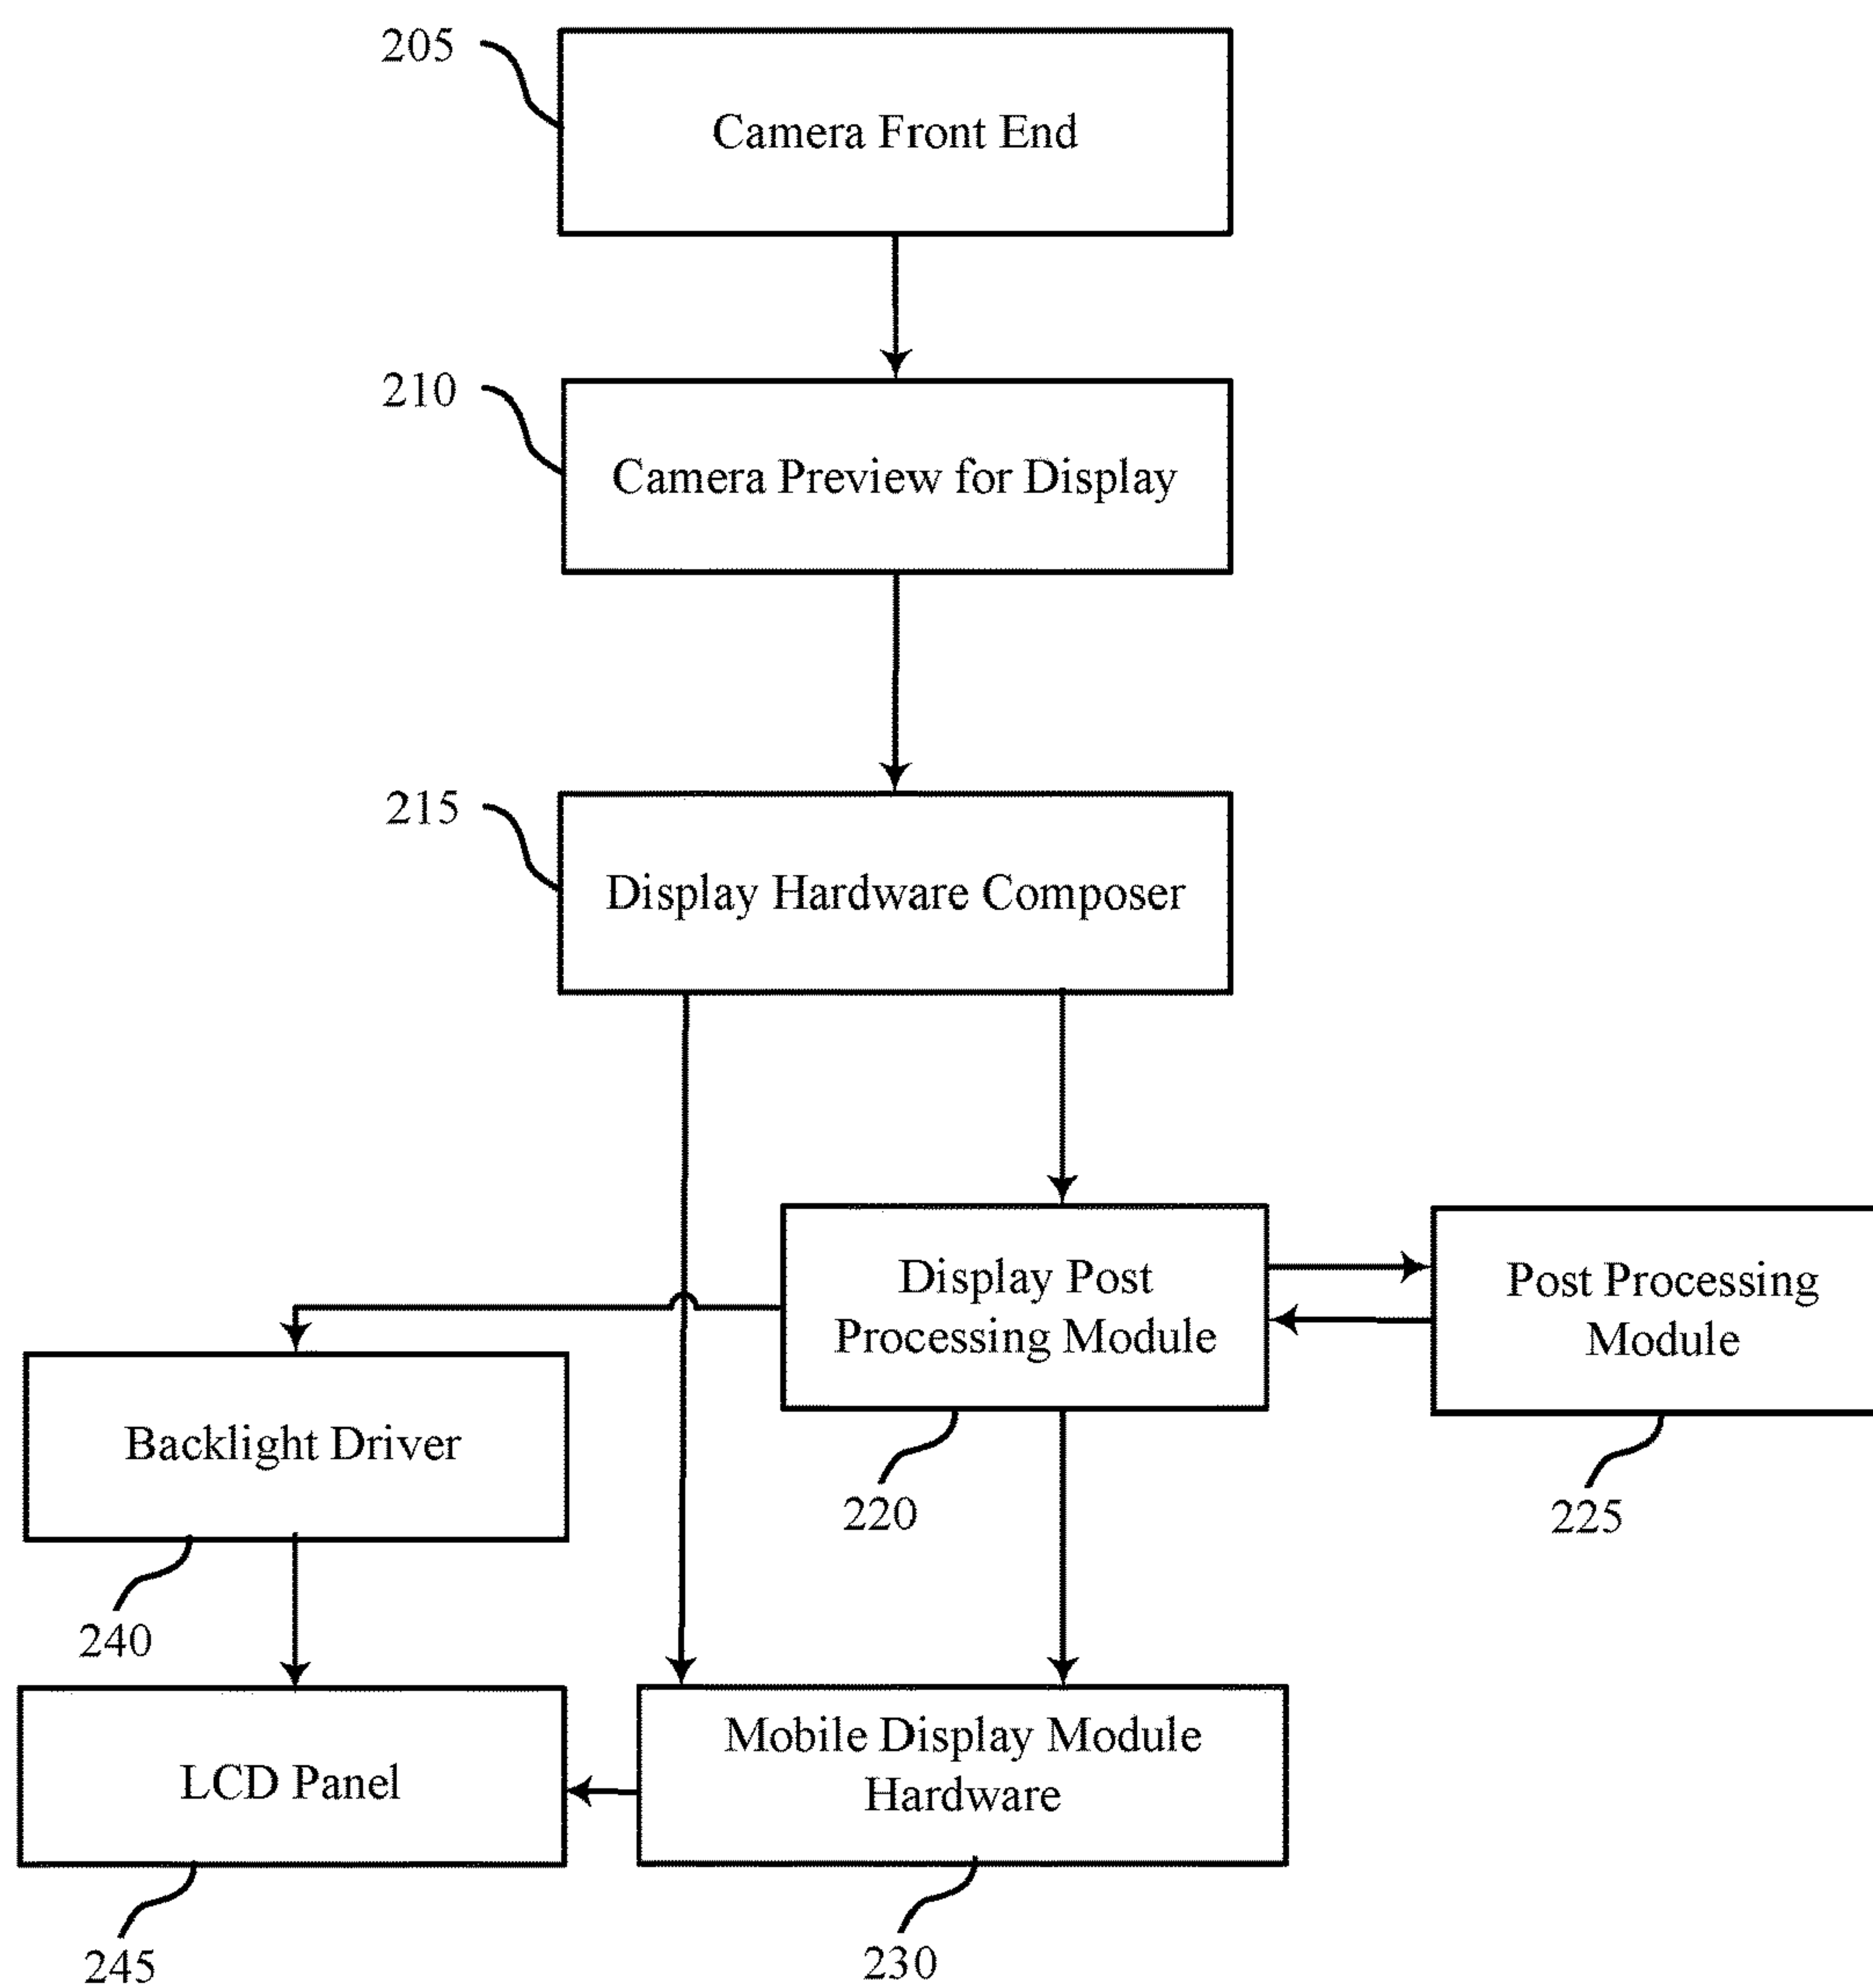 205
Camera Front End
210
Camera Preview for Display
215
Display Hardware Composer
Display Post
Processing Module
Post Processing
Module
Backlight Driver
220
225
240
LCD Panel
Mobile Display Module
Hardware
245
230